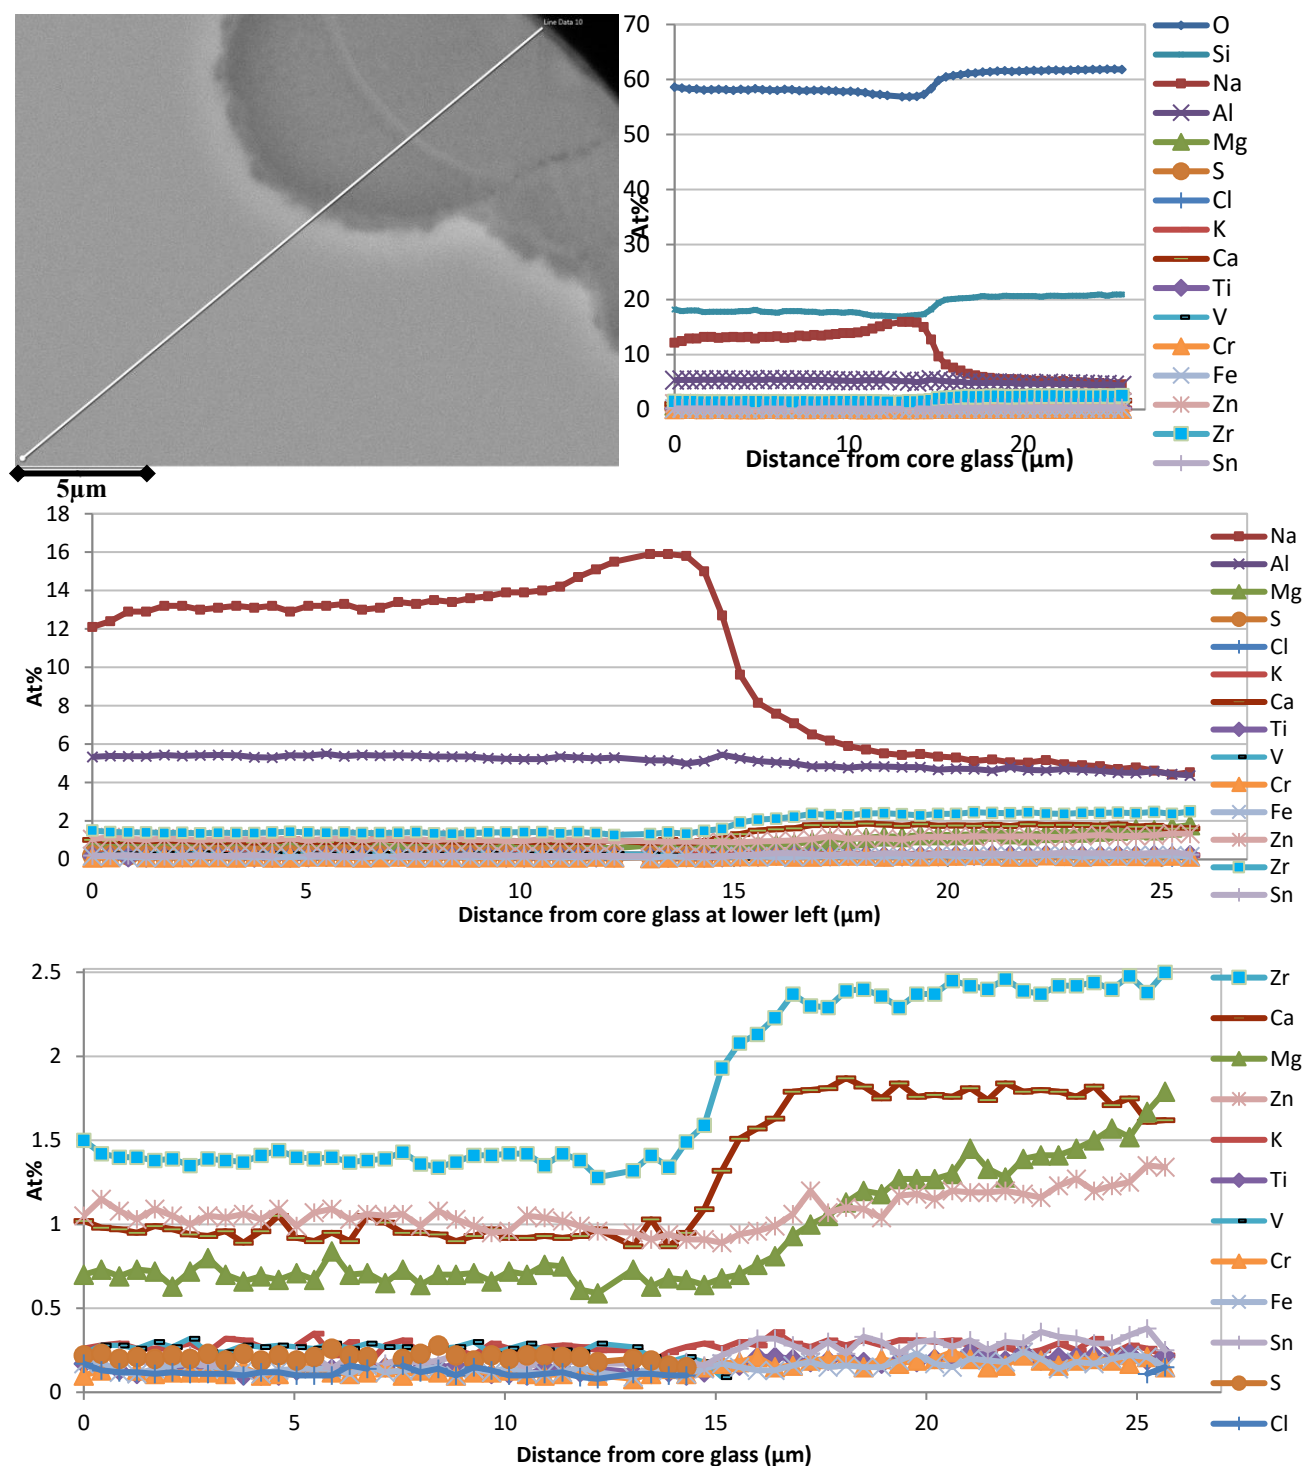 Line Data 10
5µm
70
60
50
40
30
20
10
0
At%
0 10 20
Distance from core glass (µm)
O
Si
Na
Al
Mg
S
Cl
K
Ca
Ti
V
Cr
Fe
Zn
Zr
Sn
18
16
14
12
10
8
6
4
2
0
At%
0 5 10 15 20 25
Distance from core glass at lower left (µm)
Na
Al
Mg
S
Cl
K
Ca
Ti
V
Cr
Fe
Zn
Zr
Sn
2.5
2
1.5
1
0.5
0
At%
0 5 10 15 20 25
Distance from core glass (µm)
Zr
Ca
Mg
Zn
K
Ti
V
Cr
Fe
Sn
S
Cl